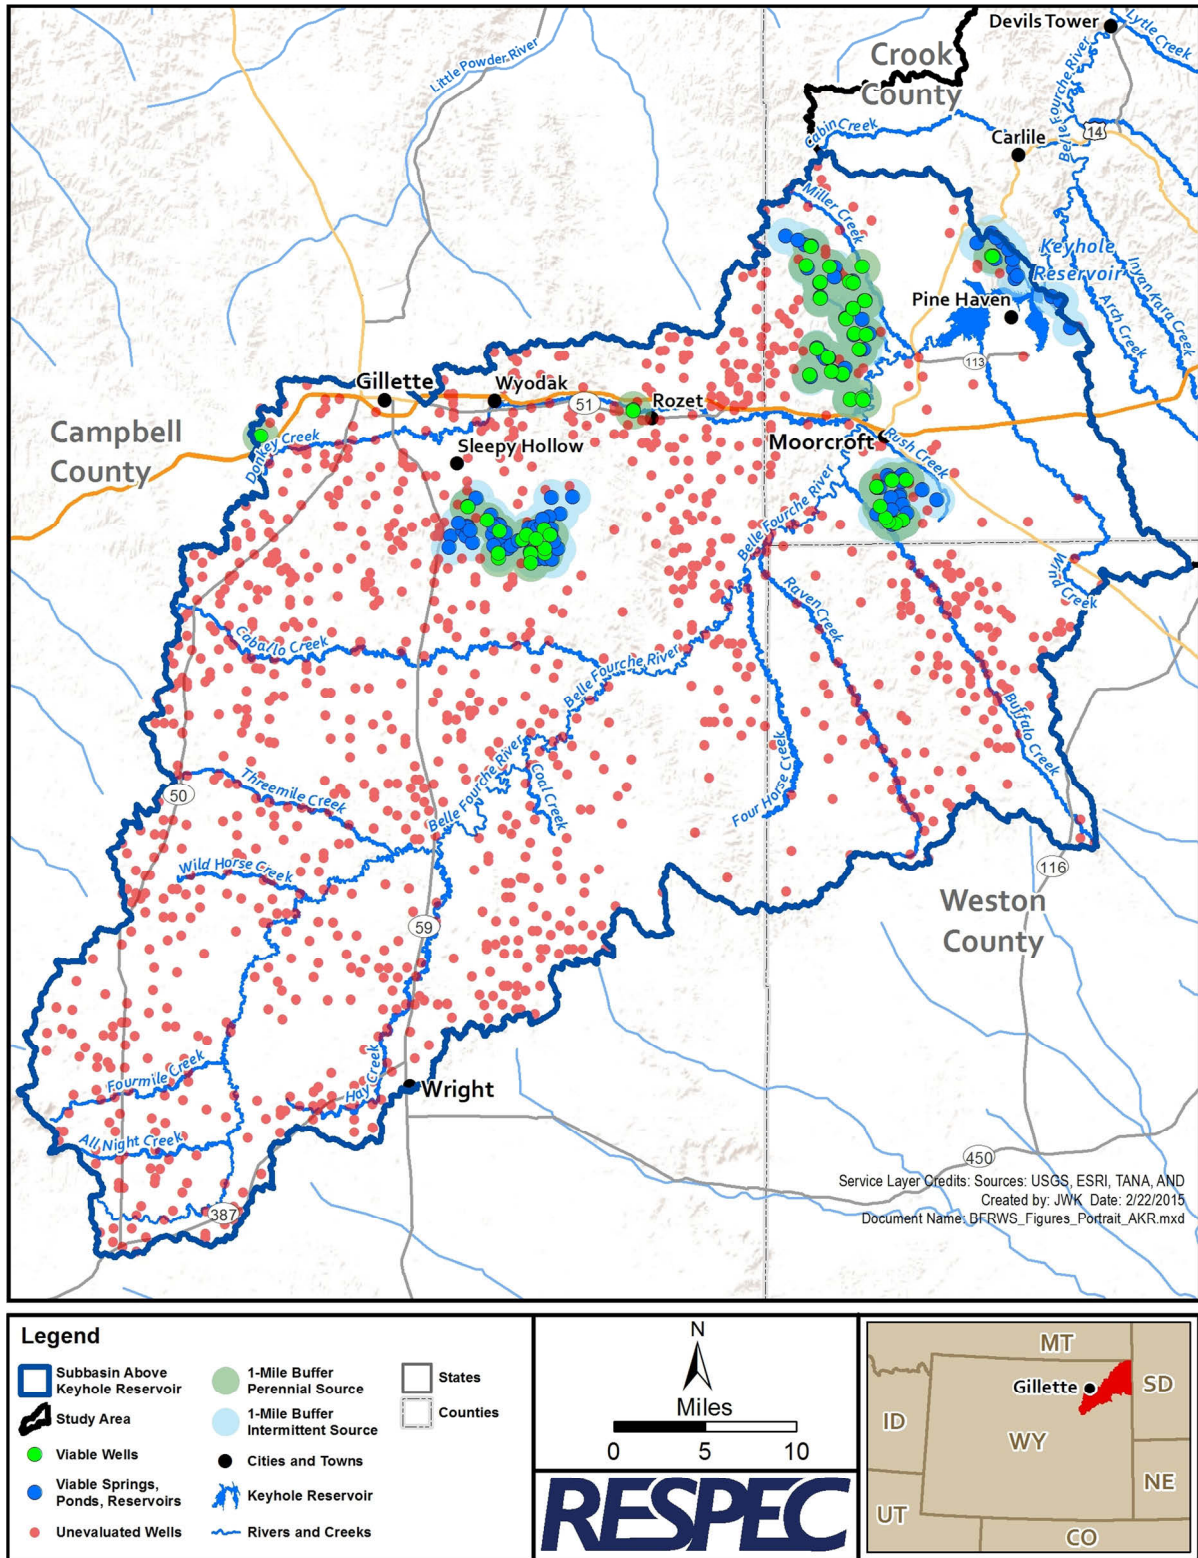 Devils Tower
Lytle Creek
Crook
County
Little Powder River
Belle Fourche River
Cabin Creek
14
Carlile
Miller Creek
Keyhole
Reservoir
Inyankara Creek
Arch Creek
Pine Haven
113
Gillette
Wyodak
51
Rozet
Campbell
County
Donkey Creek
Sleepy Hollow
Moorcroft
Rush Creek
Belle Fourche River
Wind Creek
Raven Creek
Caballo Creek
Belle Fourche River
Buffalo Creek
Four Horse Creek
Belle Fourche River
Coal Creek
50
Threemile Creek
Wild Horse Creek
116
59
Weston
County
Fourmile Creek
Hay Creek
Wright
All Night Creek
450
387
Service Layer Credits: Sources: USGS, ESRI, TANA, AND
Created by: JWK Date: 2/22/2015
Document Name: BFRWS_Figures_Portrait_AKR.mxd
Legend
Subbasin Above
Keyhole Reservoir
Study Area
Viable Wells
Viable Springs,
Ponds, Reservoirs
Unevaluated Wells
1-Mile Buffer
Perennial Source
1-Mile Buffer
Intermittent Source
Cities and Towns
Keyhole Reservoir
Rivers and Creeks
States
Counties
N
Miles
0 5 10
RESPEC
MT
Gillette
SD
ID
WY
NE
UT
CO